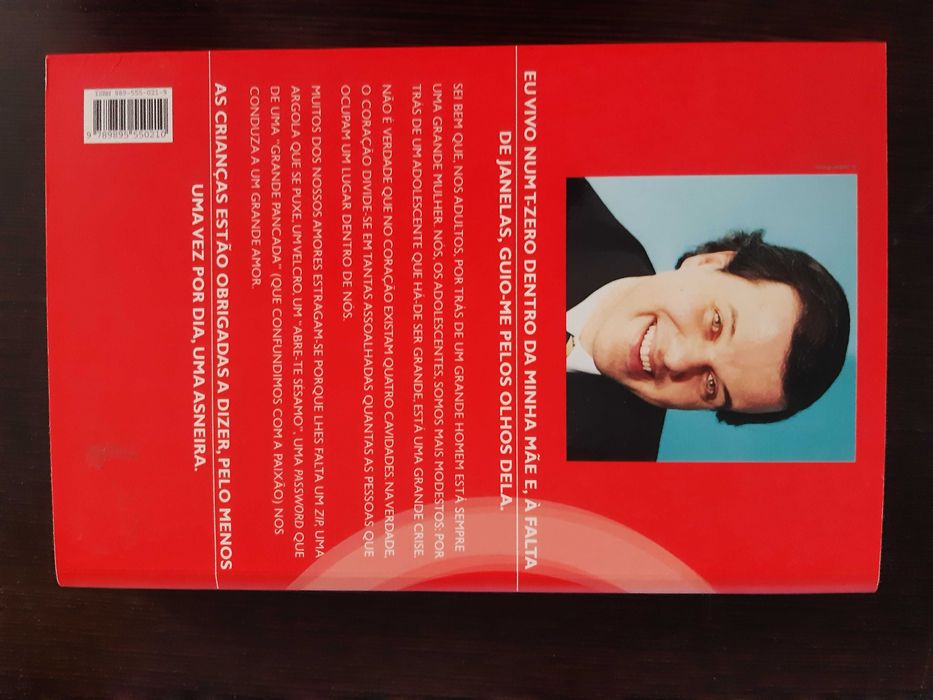 EU VIVO NUM T-ZERO DENTRO DA MINHA MÃE E, À FALTA
DE JANELAS, GUIO-ME PELOS OLHOS DELA.
SEI BEM QUE, NOS ADULTOS, POR TRÁS DE UM GRANDE HOMEM ESTÁ SEMPRE
UMA GRANDE MULHER. NÓS, OS ADOLESCENTES, SOMOS MAIS MODESTOS: POR
TRÁS DE UM ADOLESCENTE QUE HÁ-DE SER GRANDE, ESTÁ UMA GRANDE CRISE.
NÃO É VERDADE QUE NO CORAÇÃO EXISTAM QUATRO CAVIDADES: NA VERDADE,
O CORAÇÃO DIVIDE-SE EM TANTAS ASSOALHADAS QUANTAS AS PESSOAS QUE
OCUPAM UM LUGAR DENTRO DE NÓS.
MUITOS DOS NOSSOS AMORES ESTRAGAM-SE PORQUE LHES FALTA UM ZIP, UMA
ARGOLA QUE SE PUXE, UM VELCRO, UM "ABRE-TE SÉSAMO", UMA PASSWORD QUE
DE UMA "GRANDE PANCADA" (QUE CONFUNDIMOS COM A PAIXÃO) NOS
CONDUZA A UM GRANDE AMOR.
AS CRIANÇAS ESTÃO OBRIGADAS A DIZER, PELO MENOS
UMA VEZ POR DIA, UMA ASNEIRA.
ISBN 989-555-021-9
9 789895 550210